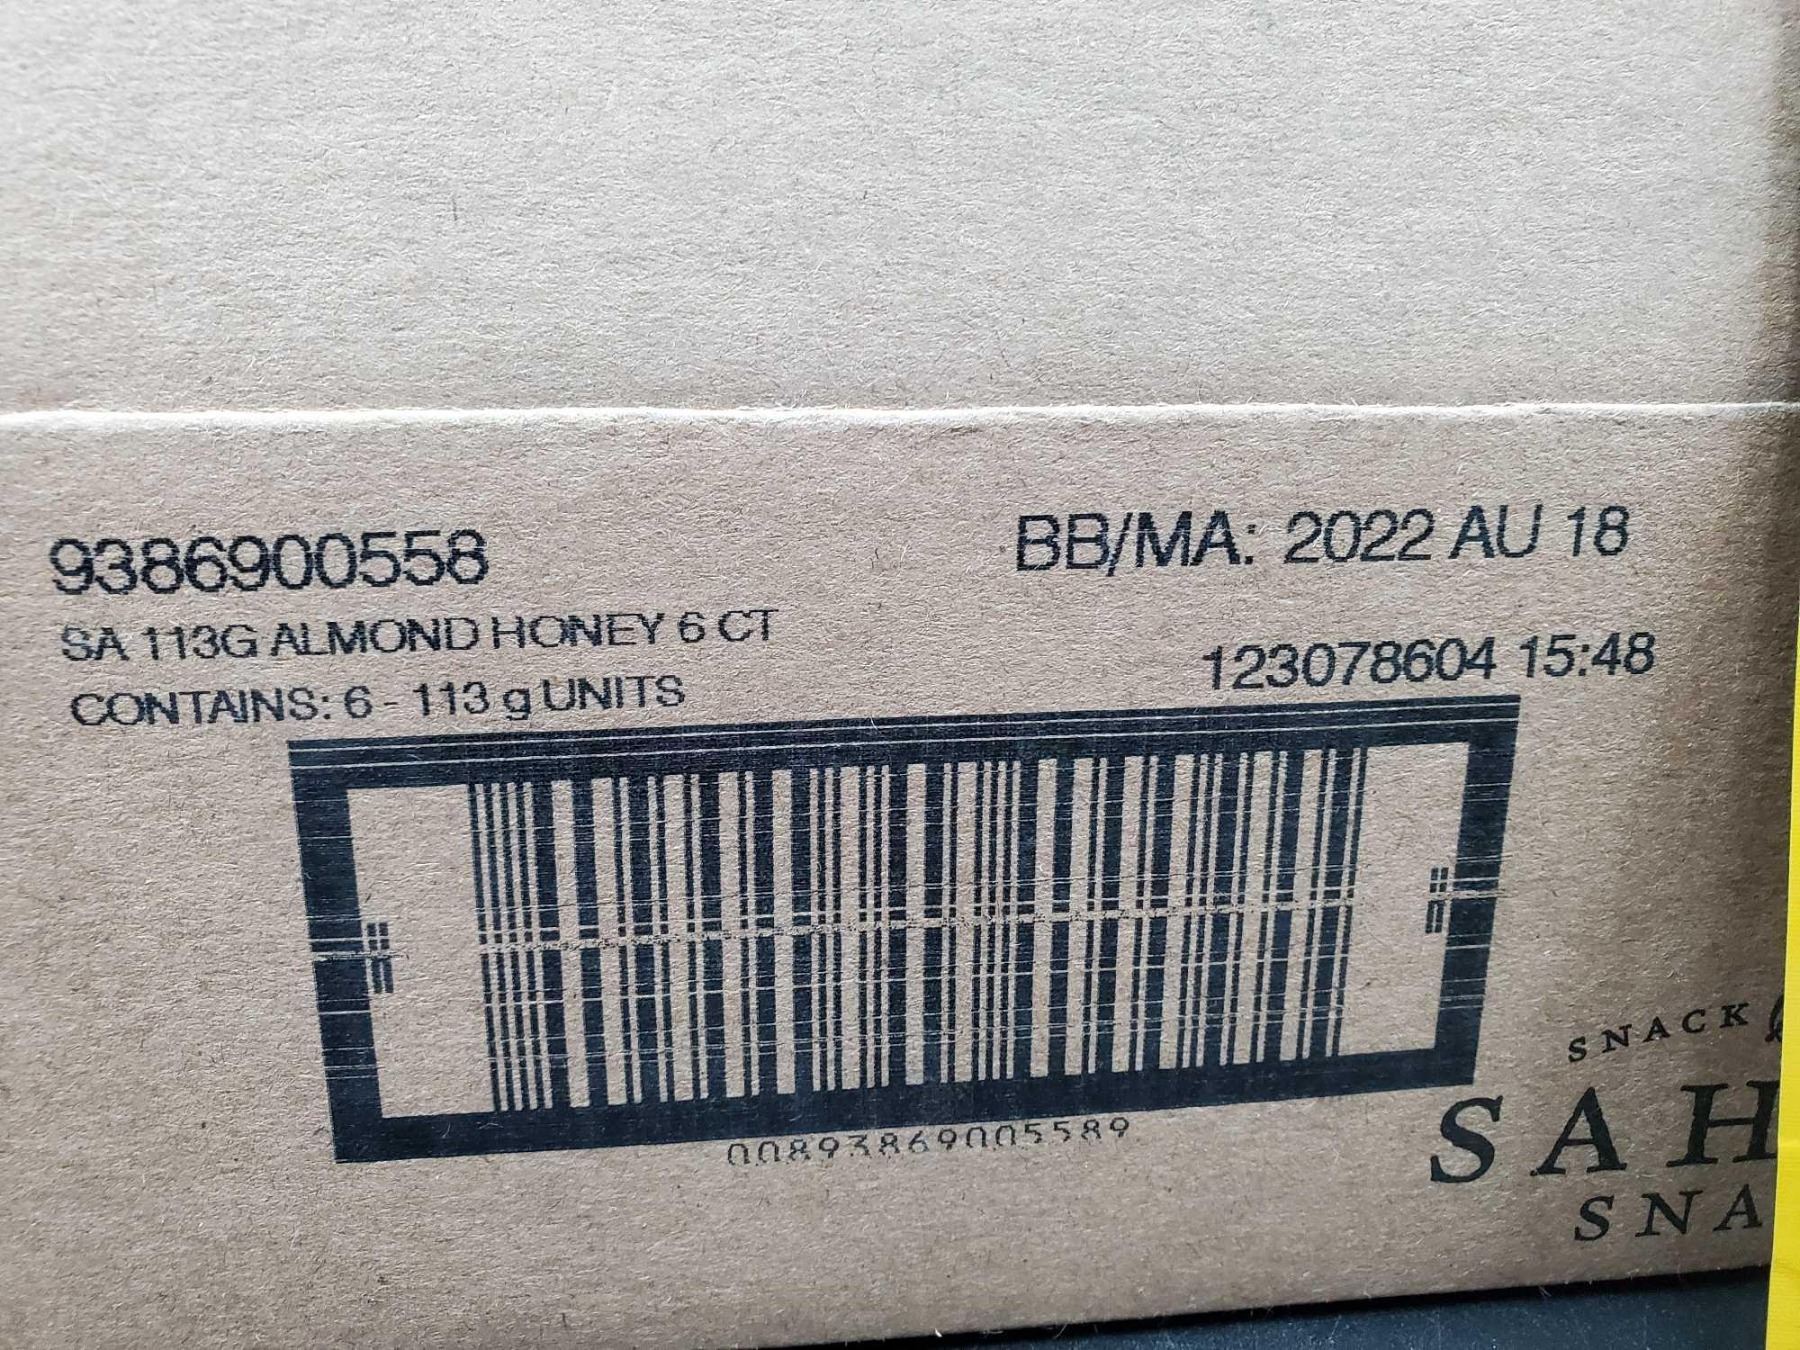 9386900558
SA 113G ALMOND HONEY 6 CT
CONTAINS: 6 - 113 g UNITS
BB/MA: 2022 AU 18
123078604 15:48
00893869005589
SNACK
SAH
SNA